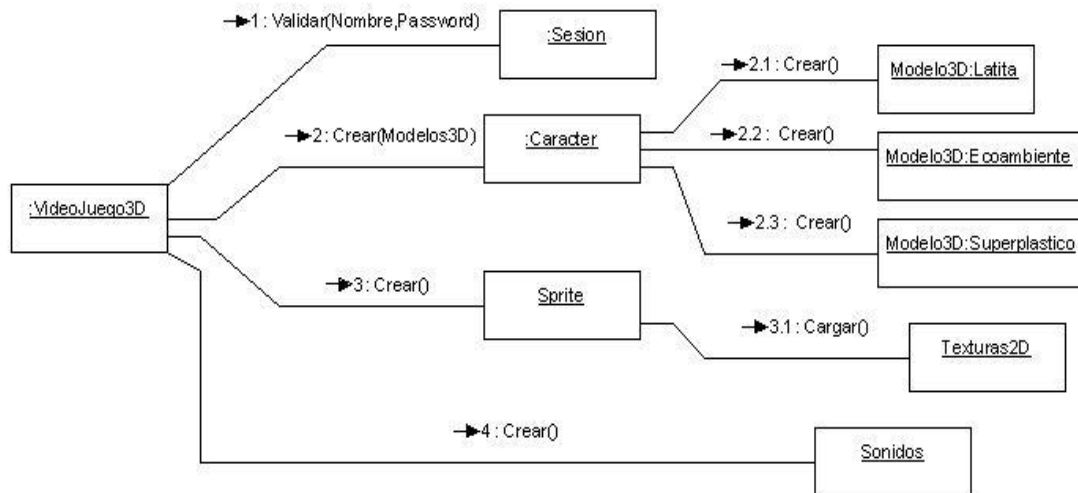 1 : Validar(Nombre,Password)
:Sesion
2.1 : Crear()
Modelo3D:Latita
2: Crear(Modelos3D)
:Caracter
2.2 : Crear()
Modelo3D:Ecoambiente
:VideoJuego3D
2.3 : Crear()
Modelo3D:Superplastico
3: Crear()
Sprite
3.1 : Cargar()
Texturas2D
4 : Crear()
Sonidos